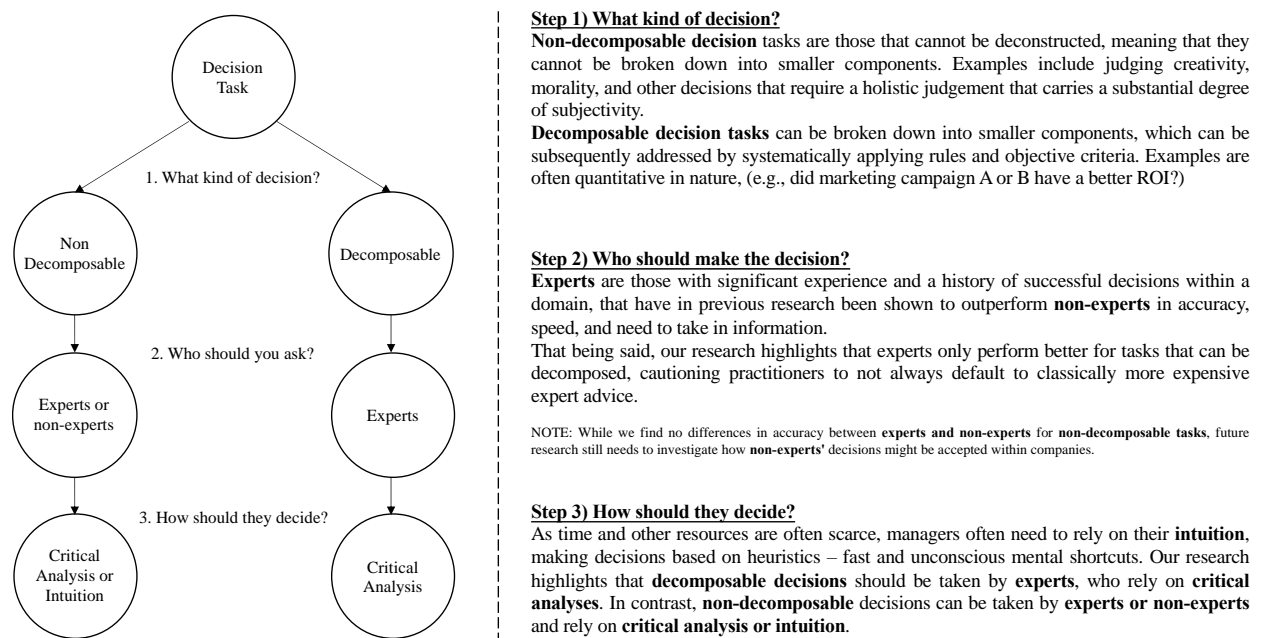 Decision
Task
1. What kind of decision?
Non
Decomposable
Decomposable
2. Who should you ask?
Experts or
non-experts
Experts
3. How should they decide?
Critical
Analysis or
Intuition
Critical
Analysis
Step 1) What kind of decision?
Non-decomposable decision tasks are those that cannot be deconstructed, meaning that they
cannot be broken down into smaller components. Examples include judging creativity,
morality, and other decisions that require a holistic judgement that carries a substantial degree
of subjectivity.
Decomposable decision tasks can be broken down into smaller components, which can be
subsequently addressed by systematically applying rules and objective criteria. Examples are
often quantitative in nature, (e.g., did marketing campaign A or B have a better ROI?)
Step 2) Who should make the decision?
Experts are those with significant experience and a history of successful decisions within a
domain, that have in previous research been shown to outperform non-experts in accuracy,
speed, and need to take in information.
That being said, our research highlights that experts only perform better for tasks that can be
decomposed, cautioning practitioners to not always default to classically more expensive
expert advice.
NOTE: While we find no differences in accuracy between experts and non-experts for non-decomposable tasks, future
research still needs to investigate how non-experts' decisions might be accepted within companies.
Step 3) How should they decide?
As time and other resources are often scarce, managers often need to rely on their intuition,
making decisions based on heuristics – fast and unconscious mental shortcuts. Our research
highlights that decomposable decisions should be taken by experts, who rely on critical
analyses. In contrast, non-decomposable decisions can be taken by experts or non-experts
and rely on critical analysis or intuition.